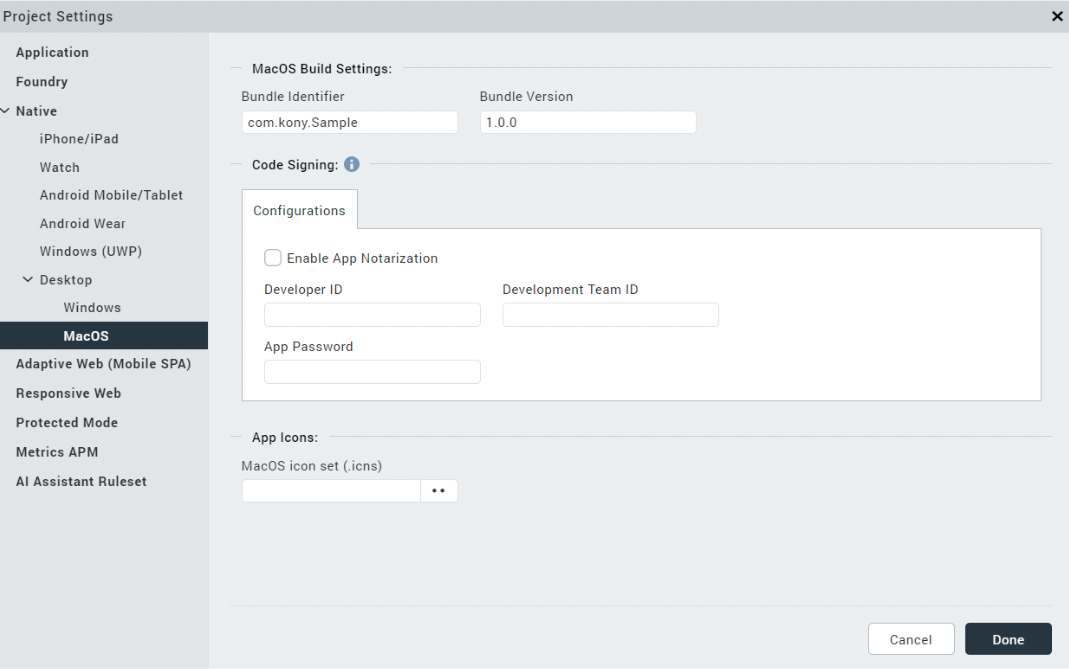 Project Settings
Application
Foundry
Native
iPhone/iPad
Watch
Android Mobile/Tablet
Android Wear
Windows (UWP)
Desktop
Windows
MacOS
Adaptive Web (Mobile SPA)
Responsive Web
Protected Mode
Metrics APM
AI Assistant Ruleset
MacOS Build Settings:
Bundle Identifier Bundle Version
com.kony.Sample 1.0.0
Code Signing:
Configurations
Enable App Notarization
Developer ID Development Team ID
App Password
App Icons:
MacOS icon set (.icns)
Cancel Done